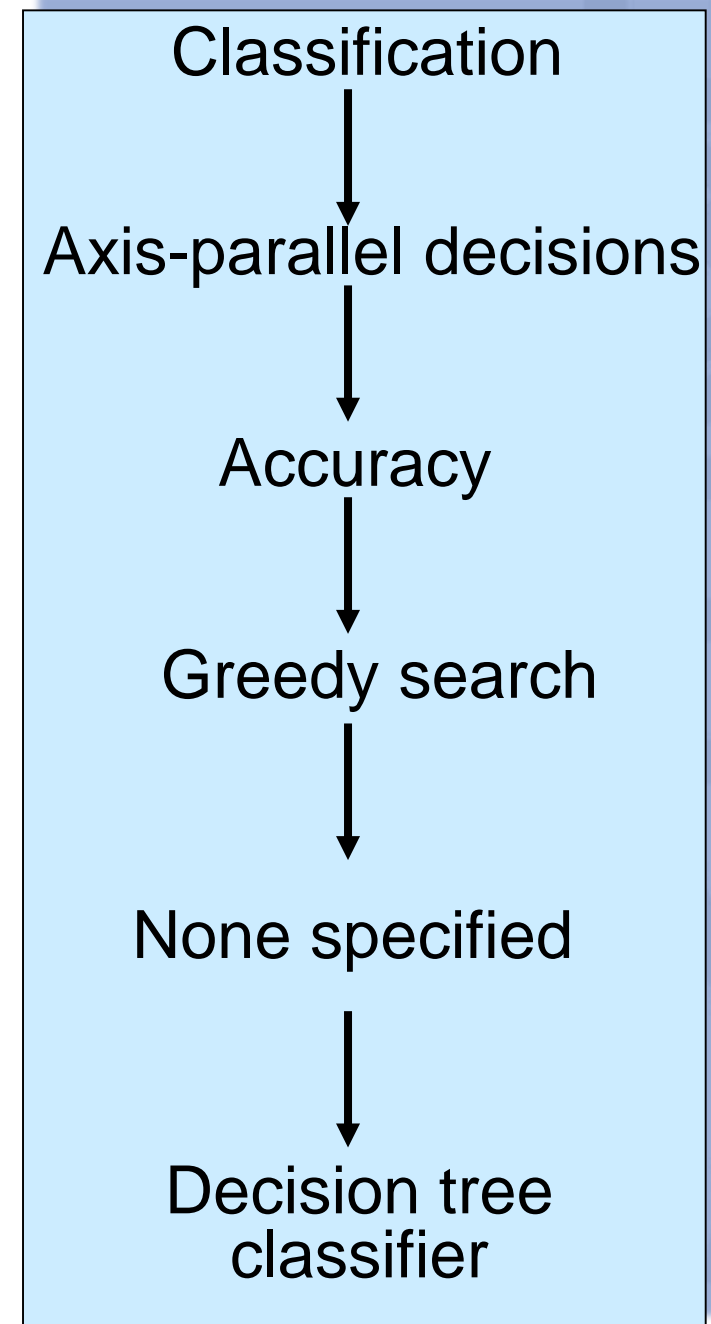 Classification
Axis-parallel decisions
Accuracy
Greedy search
None specified
Decision tree
classifier